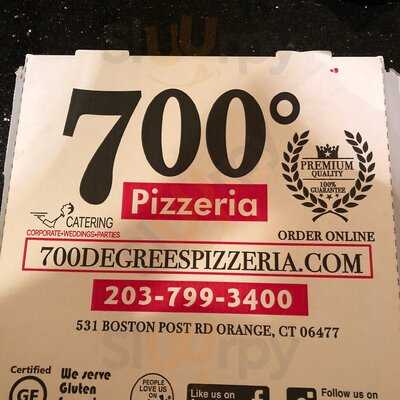 700°
Pizzeria
PREMIUM
QUALITY
100%
GUARANTEE
CATERING
CORPORATE•WEDDINGS•PARTIES
ORDER ONLINE
700DEGREESPIZZERIA.COM
203-799-3400
531 BOSTON POST RD ORANGE, CT 06477
Certified
GF
We serve
Gluten
PEOPLE
LOVE US
ON
Like us on
Follow us on